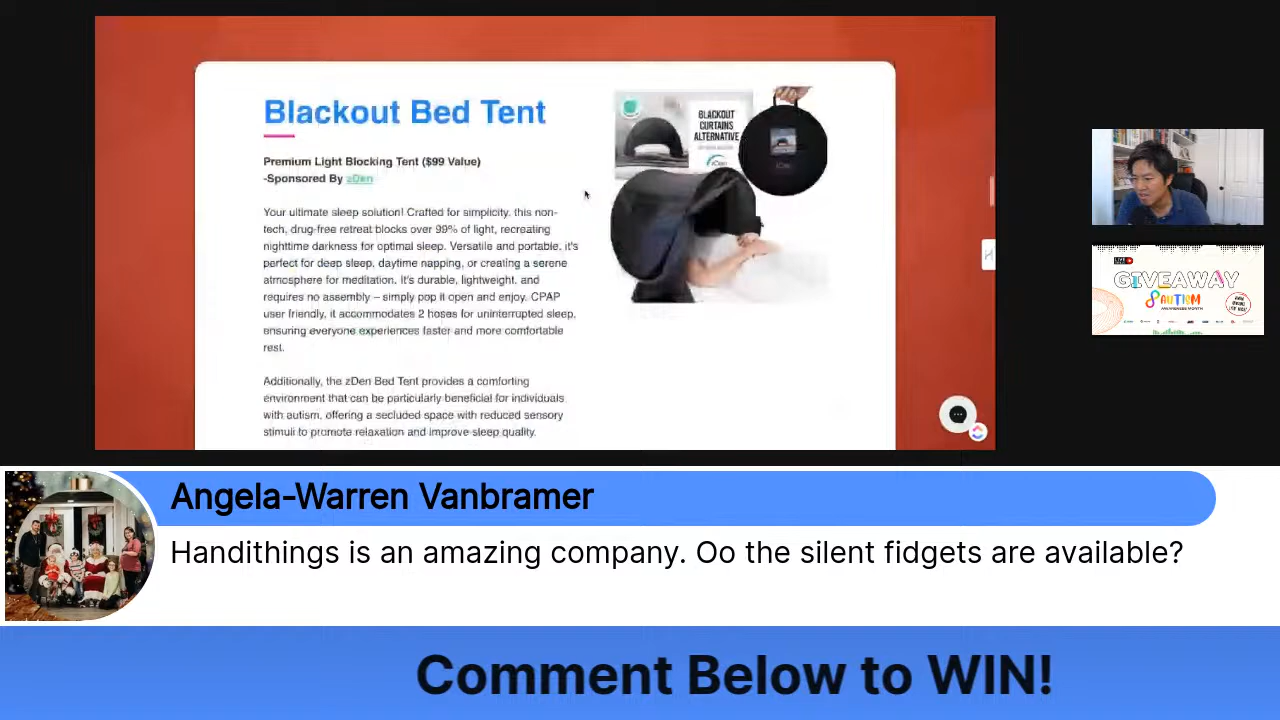 Blackout Bed Tent
Premium Light Blocking Tent ($99 Value)
-Sponsored By zDen
Your ultimate sleep solution! Crafted for simplicity, this non-
tech, drug-free retreat blocks over 99% of light, recreating
nighttime darkness for optimal sleep. Versatile and portable, it's
perfect for deep sleep, daytime napping, or creating a serene
atmosphere for meditation. It's durable, lightweight, and
requires no assembly – simply pop it open and enjoy. CPAP
user friendly, it accommodates 2 hoses for uninterrupted sleep,
ensuring everyone experiences faster and more comfortable
rest.
Additionally, the zDen Bed Tent provides a comforting
environment that can be particularly beneficial for individuals
with autism, offering a secluded space with reduced sensory
stimuli to promote relaxation and improve sleep quality.
BLACKOUT
CURTAINS
ALTERNATIVE
zDen
GIVEAWAY
AUTISM
Angela-Warren Vanbramer
Handithings is an amazing company. Oo the silent fidgets are available?
Comment Below to WIN!